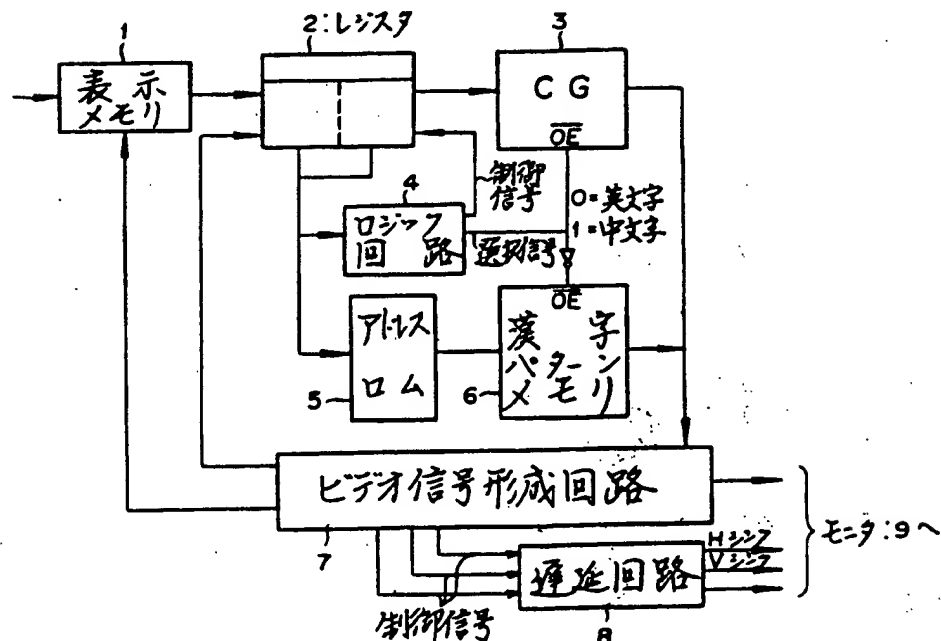 1
2:レジスタ
3
表示
メモリ
CG
OE
制御
信号
4
ロジック
回路
選択信号
0=英文字
1=中文字
OE
アドレス
ロム
5
漢字
パターン
メモリ
6
ビデオ信号形成回路
7
Hシンク
Vシンク
モニタ:9へ
遅延回路
制御信号
8